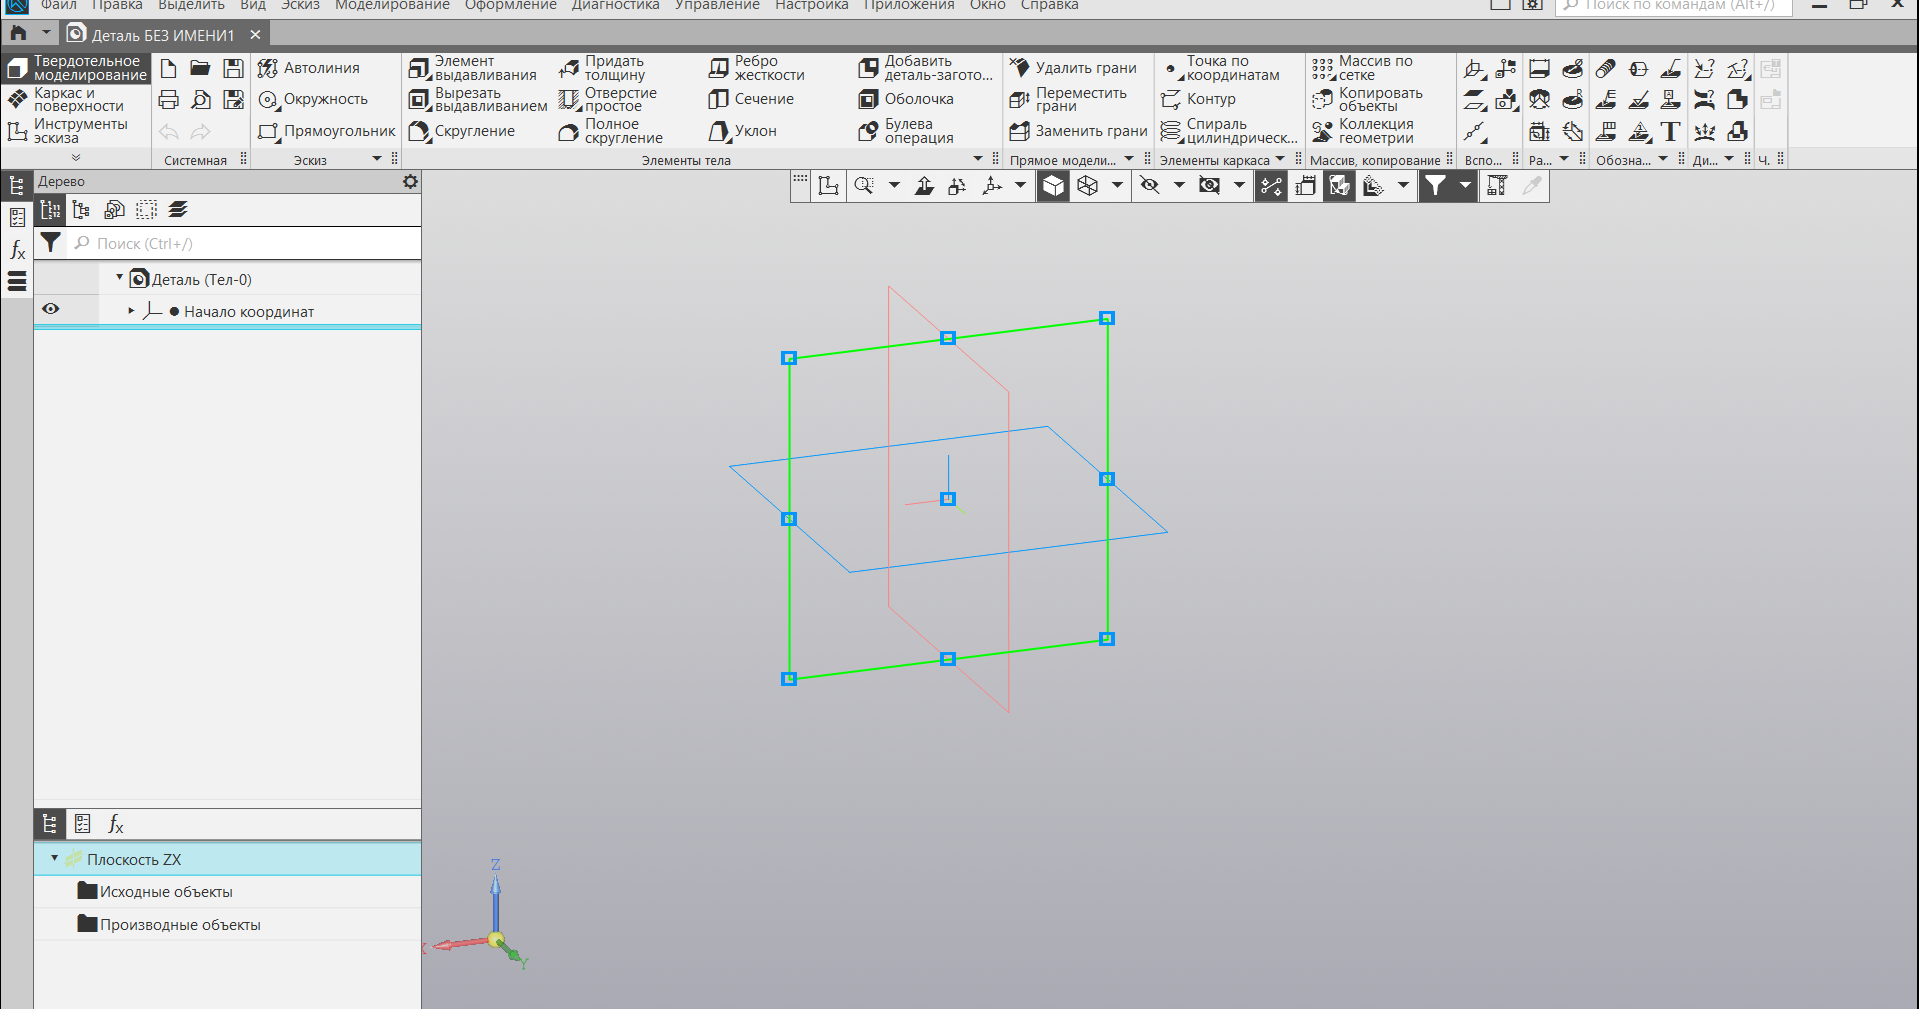 Файл Правка Выделить Вид Эскиз Моделирование Оформление Диагностика Управление Настройка Приложения Окно Справка
Поиск по командам (Alt+/)
Деталь БЕЗ ИМЕНИ1
Твердотельное
моделирование
Каркас и
поверхности
Инструменты
эскиза
Системная
Автолиния
Окружность
Прямоугольник
Эскиз
Элемент
выдавливания
Вырезать
выдавливанием
Скругление
Придать
толщину
Отверстие
простое
Полное
скругление
Ребро
жесткости
Сечение
Уклон
Добавить
деталь-загото...
Оболочка
Булева
операция
Элементы тела
Удалить грани
Переместить
грани
Заменить грани
Прямое модели...
Точка по
координатам
Контур
Спираль
цилиндрическ...
Элементы каркаса
Массив по
сетке
Копировать
объекты
Коллекция
геометрии
Массив, копирование
Вспо...
Ра...
Обозна...
Ди...
Ч.
Дерево
Поиск (Ctrl+/)
Деталь (Тел-0)
Начало координат
Плоскость ZX
Исходные объекты
Производные объекты
Z
X
Y